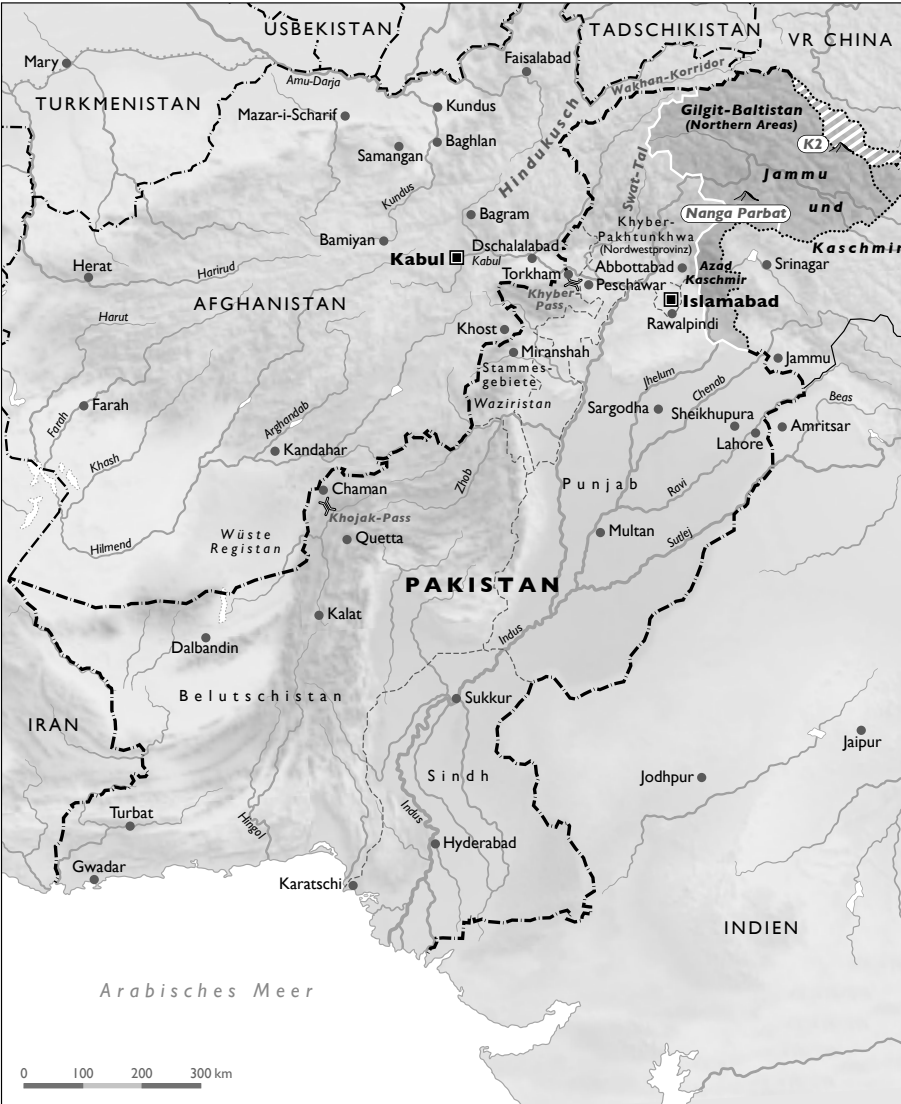 USBEKISTAN
TADSCHIKISTAN
VR CHINA
Mary
Faisalabad
Amu-Darja
Wakhan-Korridor
TURKMENISTAN
Kundus
Gilgit-Baltistan
(Northern Areas)
Mazar-i-Scharif
Hindukusch
Baghlan
K2
Samangan
Swat-Tal
Jammu
Kundus
und
Bagram
Nanga Parbat
Khyber-
Pakhtunkhwa
(Nordwestprovinz)
Bamiyan
Dschalalabad
Kaschmir
Kabul
Kabul
Herat
Harirud
Torkham
Abbottabad
Azad
Kaschmir
Srinagar
Peschawar
Khyber-
Pass
AFGHANISTAN
Islamabad
Harut
Rawalpindi
Khost
Miranshah
Jammu
Stammes-
gebiete
Jhelum
Chenab
Waziristan
Beas
Farah
Farah
Arghandab
Sargodha
Sheikhupura
Amritsar
Lahore
Kandahar
Khash
Zhob
Punjab
Ravi
Chaman
Khojak-Pass
Multan
Sutlej
Wüste
Registan
Hilmend
Quetta
PAKISTAN
Kalat
Indus
Dalbandin
Belutschistan
Sukkur
IRAN
Jaipur
Sindh
Jodhpur
Turbat
Hingol
Indus
Hyderabad
Gwadar
Karatschi
INDIEN
Arabisches Meer
0 100 200 300 km